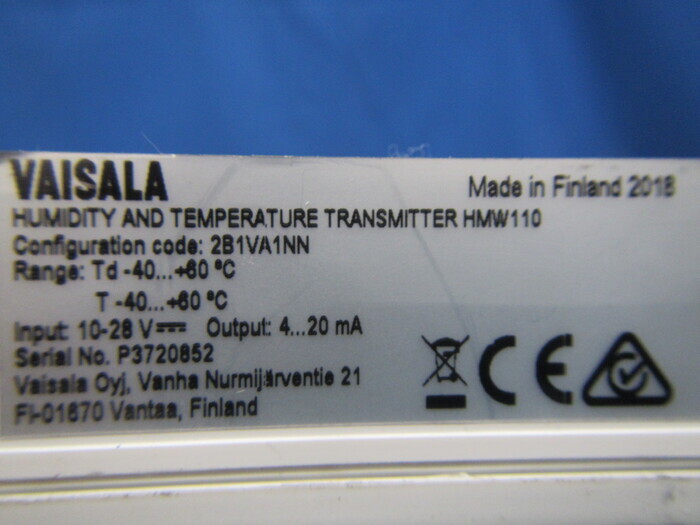 VAISALA
Made in Finland 2018
HUMIDITY AND TEMPERATURE TRANSMITTER HMW110
Configuration code: 2B1VA1NN
Range: Td -40...+60 °C
T -40...+60 °C
Input: 10-28 V⎓ Output: 4...20 mA
Serial No. P3720852
Vaisala Oyj, Vanha Nurmijärventie 21
FI-01670 Vantaa, Finland
CE